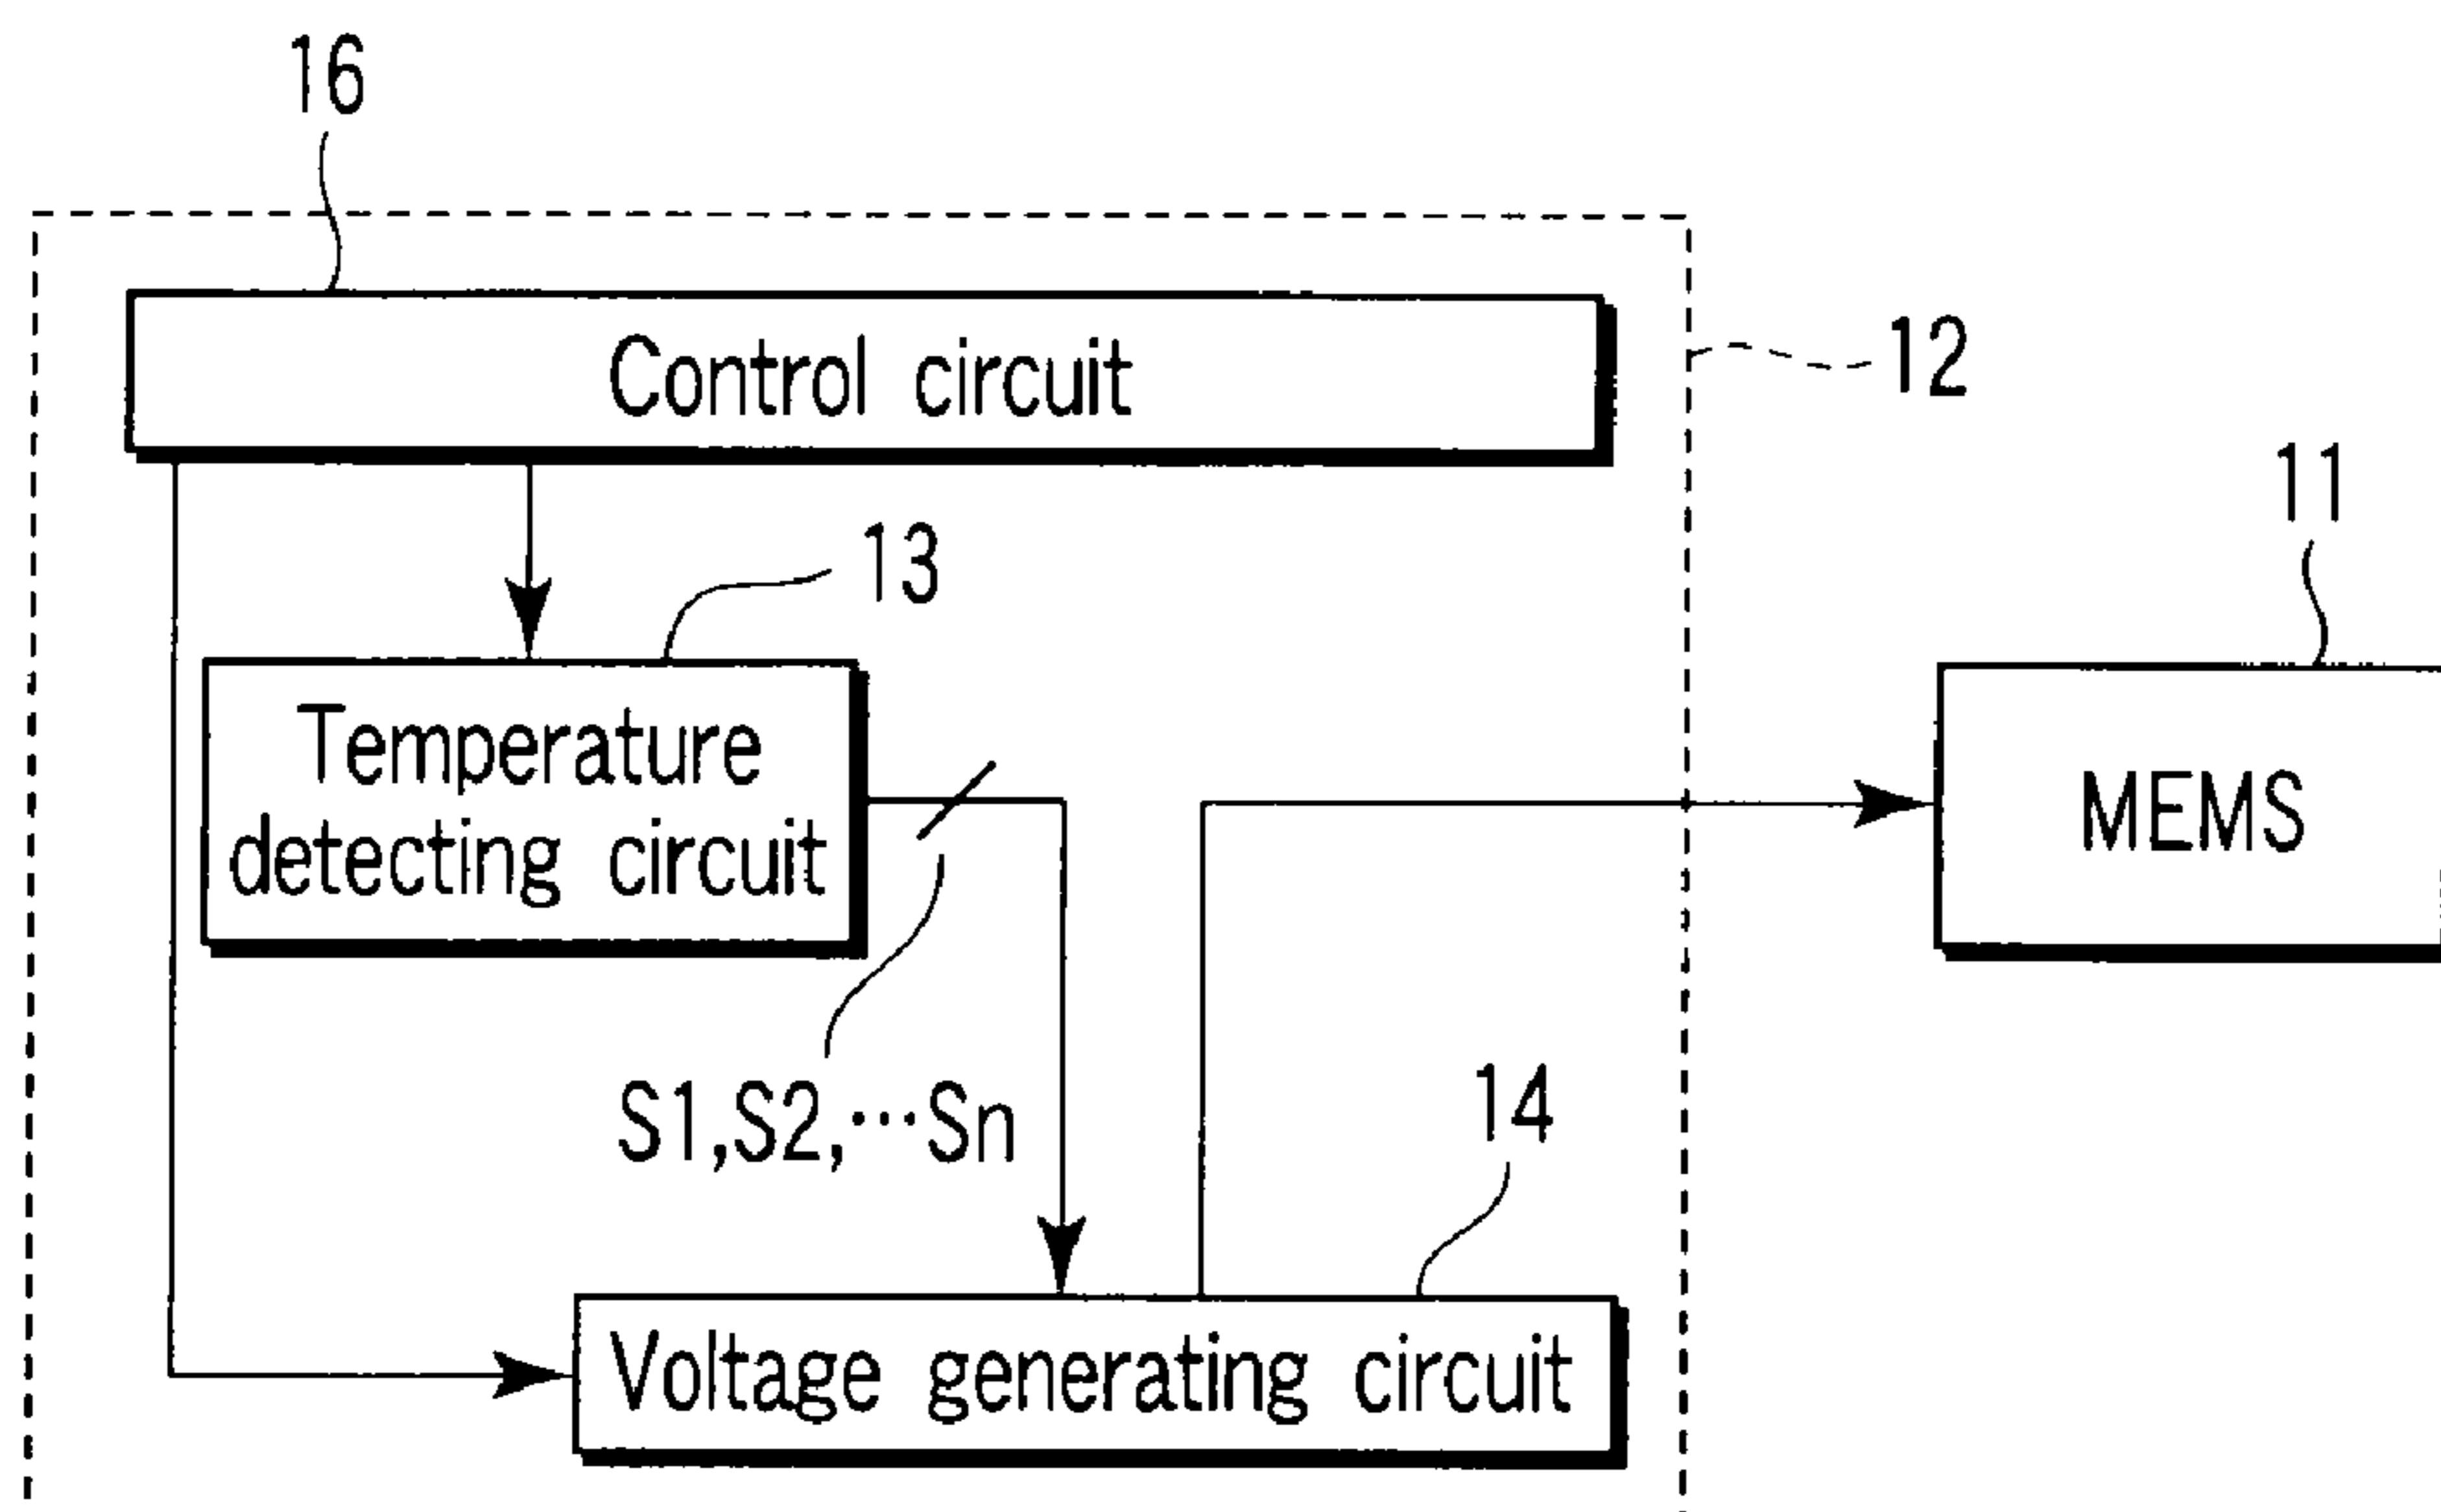 16
Control circuit
12
11
13
Temperature
detecting circuit
MEMS
S1,S2,···Sn
14
Voltage generating circuit